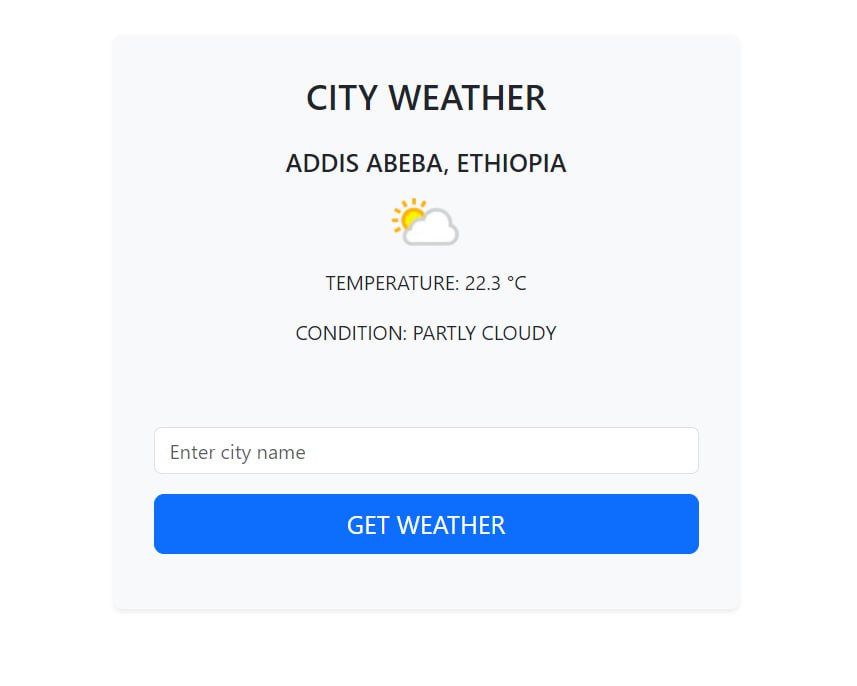 CITY WEATHER
ADDIS ABEBA, ETHIOPIA
TEMPERATURE: 22.3 °C
CONDITION: PARTLY CLOUDY
Enter city name
GET WEATHER